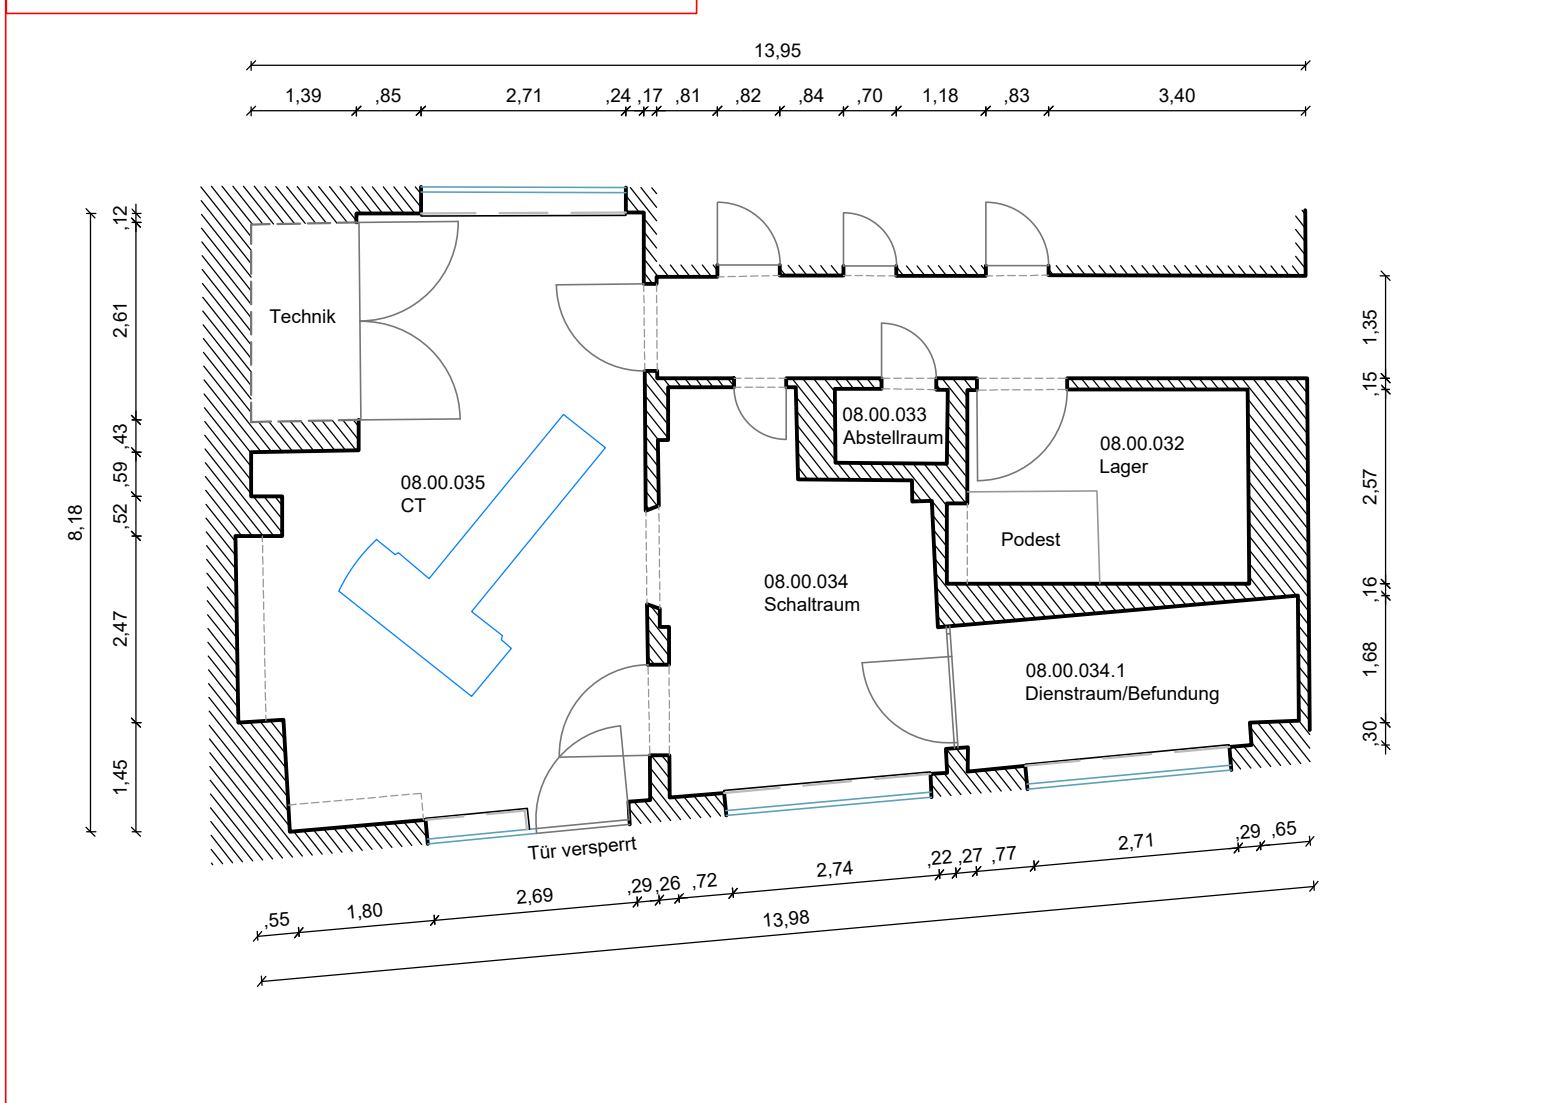 13,95
1,39 ,85 2,71 ,24 ,17 ,81 ,82 ,84 ,70 1,18 ,83 3,40
,12
2,61
,43
,59
,52
2,47
1,45
8,18
Technik
08.00.035
CT
08.00.033
Abstellraum
08.00.032
Lager
Podest
08.00.034
Schaltraum
08.00.034.1
Dienstraum/Befundung
Tür versperrt
1,35
,15
2,57
,16
1,68
,30
,55 1,80 2,69 ,29 ,26 ,72 2,74 ,22 ,27 ,77 2,71 ,29 ,65
13,98